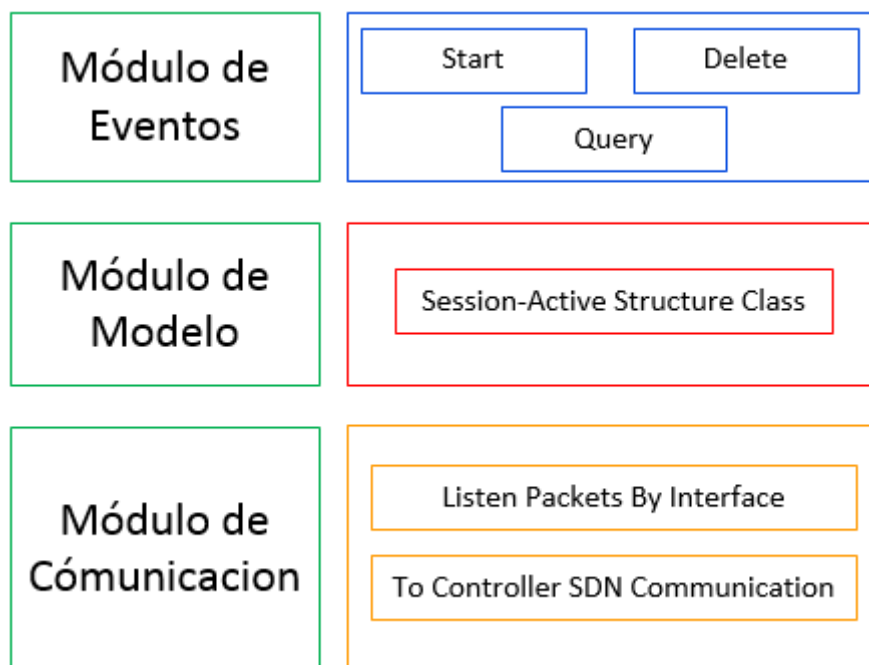 Módulo de
Eventos
Start
Delete
Query
Módulo de
Modelo
Session-Active Structure Class
Módulo de
Cómunicacion
Listen Packets By Interface
To Controller SDN Communication